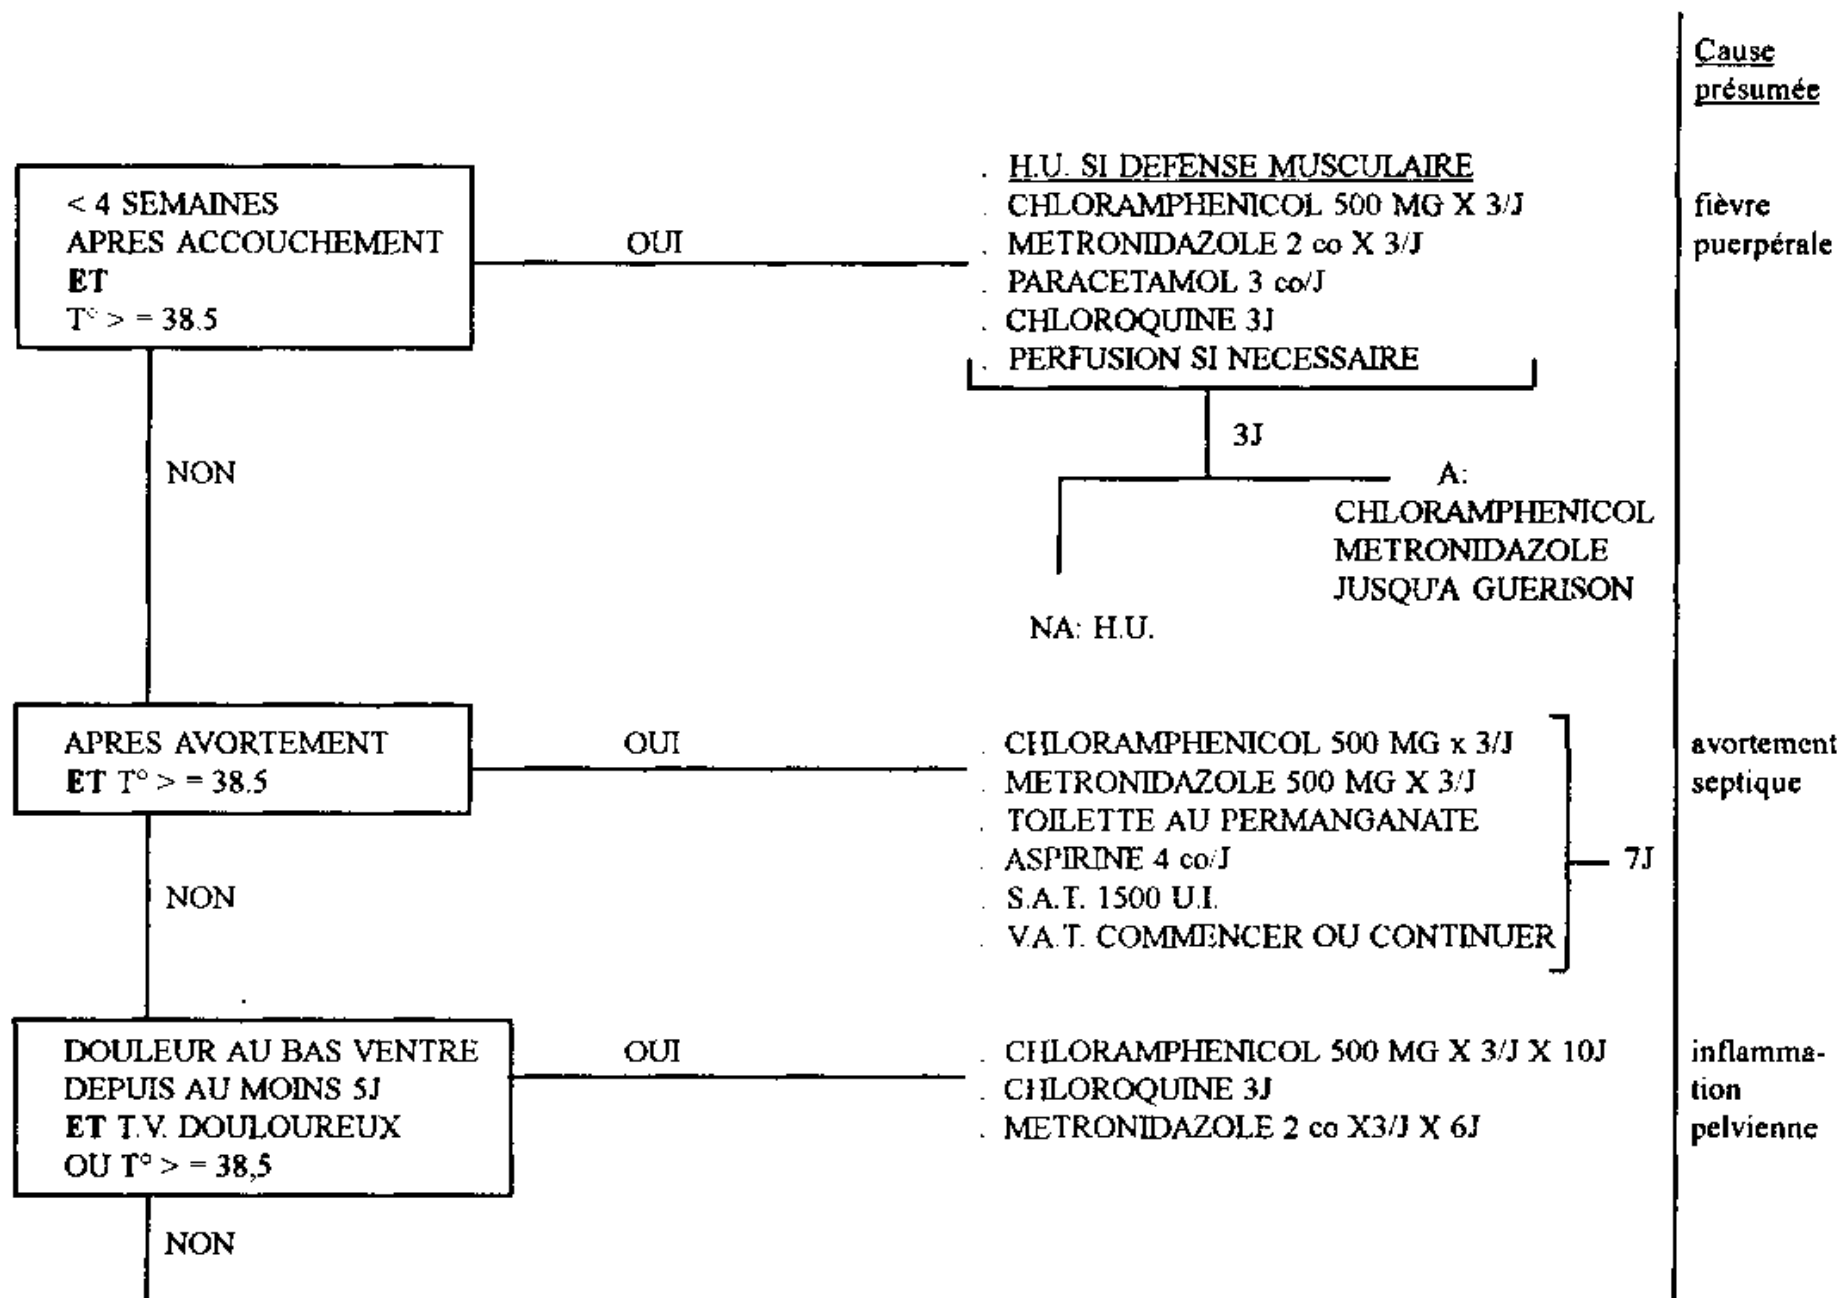 Cause
présumée
< 4 SEMAINES
APRES ACCOUCHEMENT
ET
T° > = 38.5
OUI
. H.U. SI DEFENSE MUSCULAIRE
. CHLORAMPHENICOL 500 MG X 3/J
. METRONIDAZOLE 2 co X 3/J
. PARACETAMOL 3 co/J
. CHLOROQUINE 3J
. PERFUSION SI NECESSAIRE
fièvre
puerpérale
3J
NON
A:
CHLORAMPHENICOL
METRONIDAZOLE
JUSQU'A GUERISON
NA: H.U.
APRES AVORTEMENT
ET T° > = 38.5
OUI
. CHLORAMPHENICOL 500 MG x 3/J
. METRONIDAZOLE 500 MG X 3/J
. TOILETTE AU PERMANGANATE
. ASPIRINE 4 co/J
. S.A.T. 1500 U.I.
. V.A.T. COMMENCER OU CONTINUER
7J
avortement
septique
NON
DOULEUR AU BAS VENTRE
DEPUIS AU MOINS 5J
ET T.V. DOULOUREUX
OU T° > = 38,5
OUI
. CHLORAMPHENICOL 500 MG X 3/J X 10J
. CHLOROQUINE 3J
. METRONIDAZOLE 2 co X3/J X 6J
inflamma-
tion
pelvienne
NON